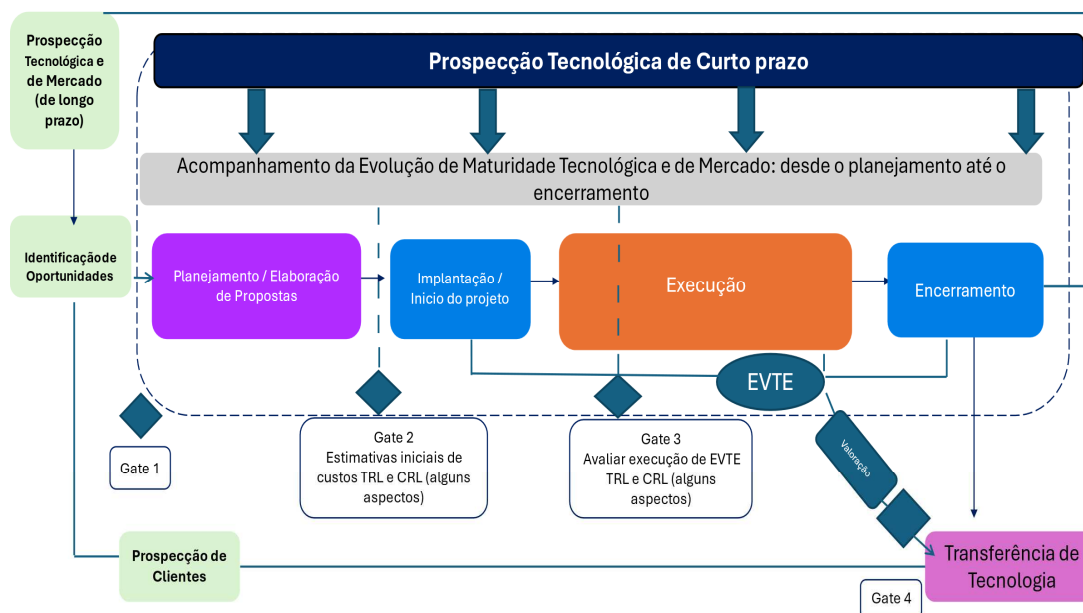 Prospecção
Tecnológica e
de Mercado
(de longo
prazo)
Prospecção Tecnológica de Curto prazo
Acompanhamento da Evolução de Maturidade Tecnológica e de Mercado: desde o planejamento até o
encerramento
Identificação de
Oportunidades
Planejamento / Elaboração
de Propostas
Implantação /
Inicio do projeto
Execução
Encerramento
EVTE
Gate 1
Gate 2
Estimativas iniciais de
custos TRL e CRL (alguns
aspectos)
Gate 3
Avaliar execução de EVTE
TRL e CRL (alguns
aspectos)
Valoração
Prospecção de
Clientes
Transferência de
Tecnologia
Gate 4